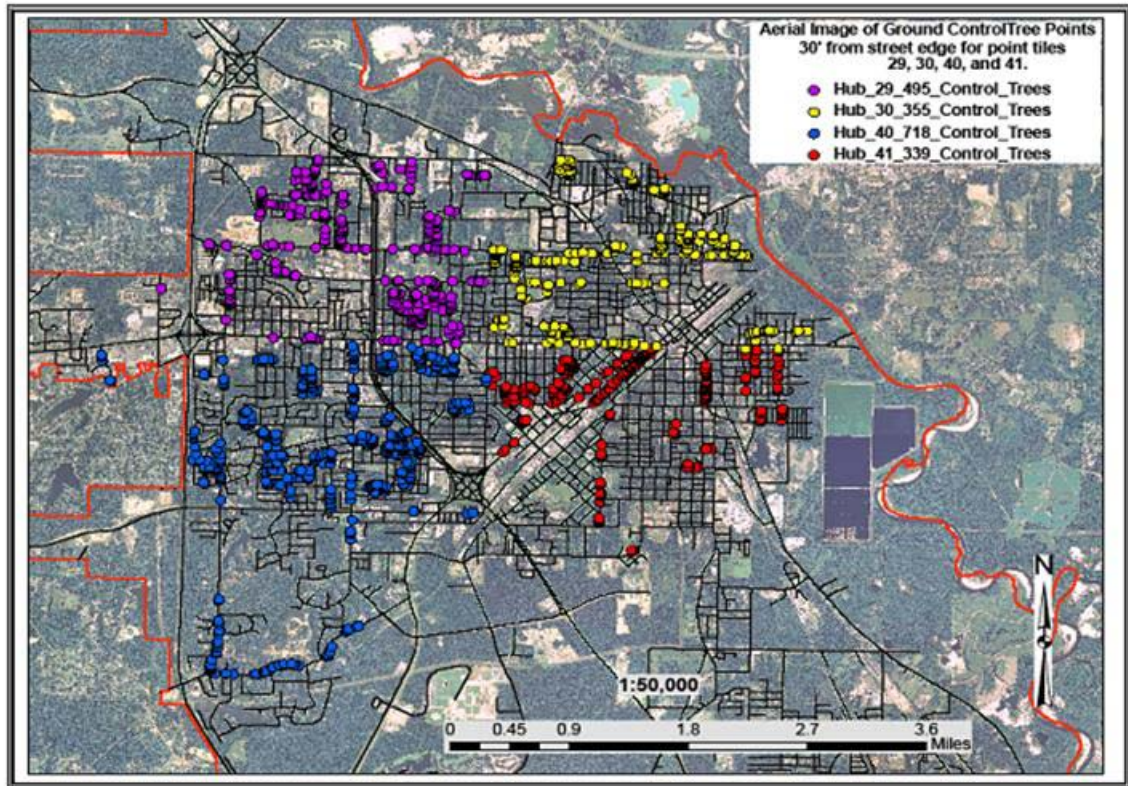 Aerial Image of Ground ControlTree Points
30' from street edge for point tiles
29, 30, 40, and 41.
Hub_29_495_Control_Trees
Hub_30_355_Control_Trees
Hub_40_718_Control_Trees
Hub_41_339_Control_Trees
N
1:50,000
0 0.45 0.9 1.8 2.7 3.6
Miles